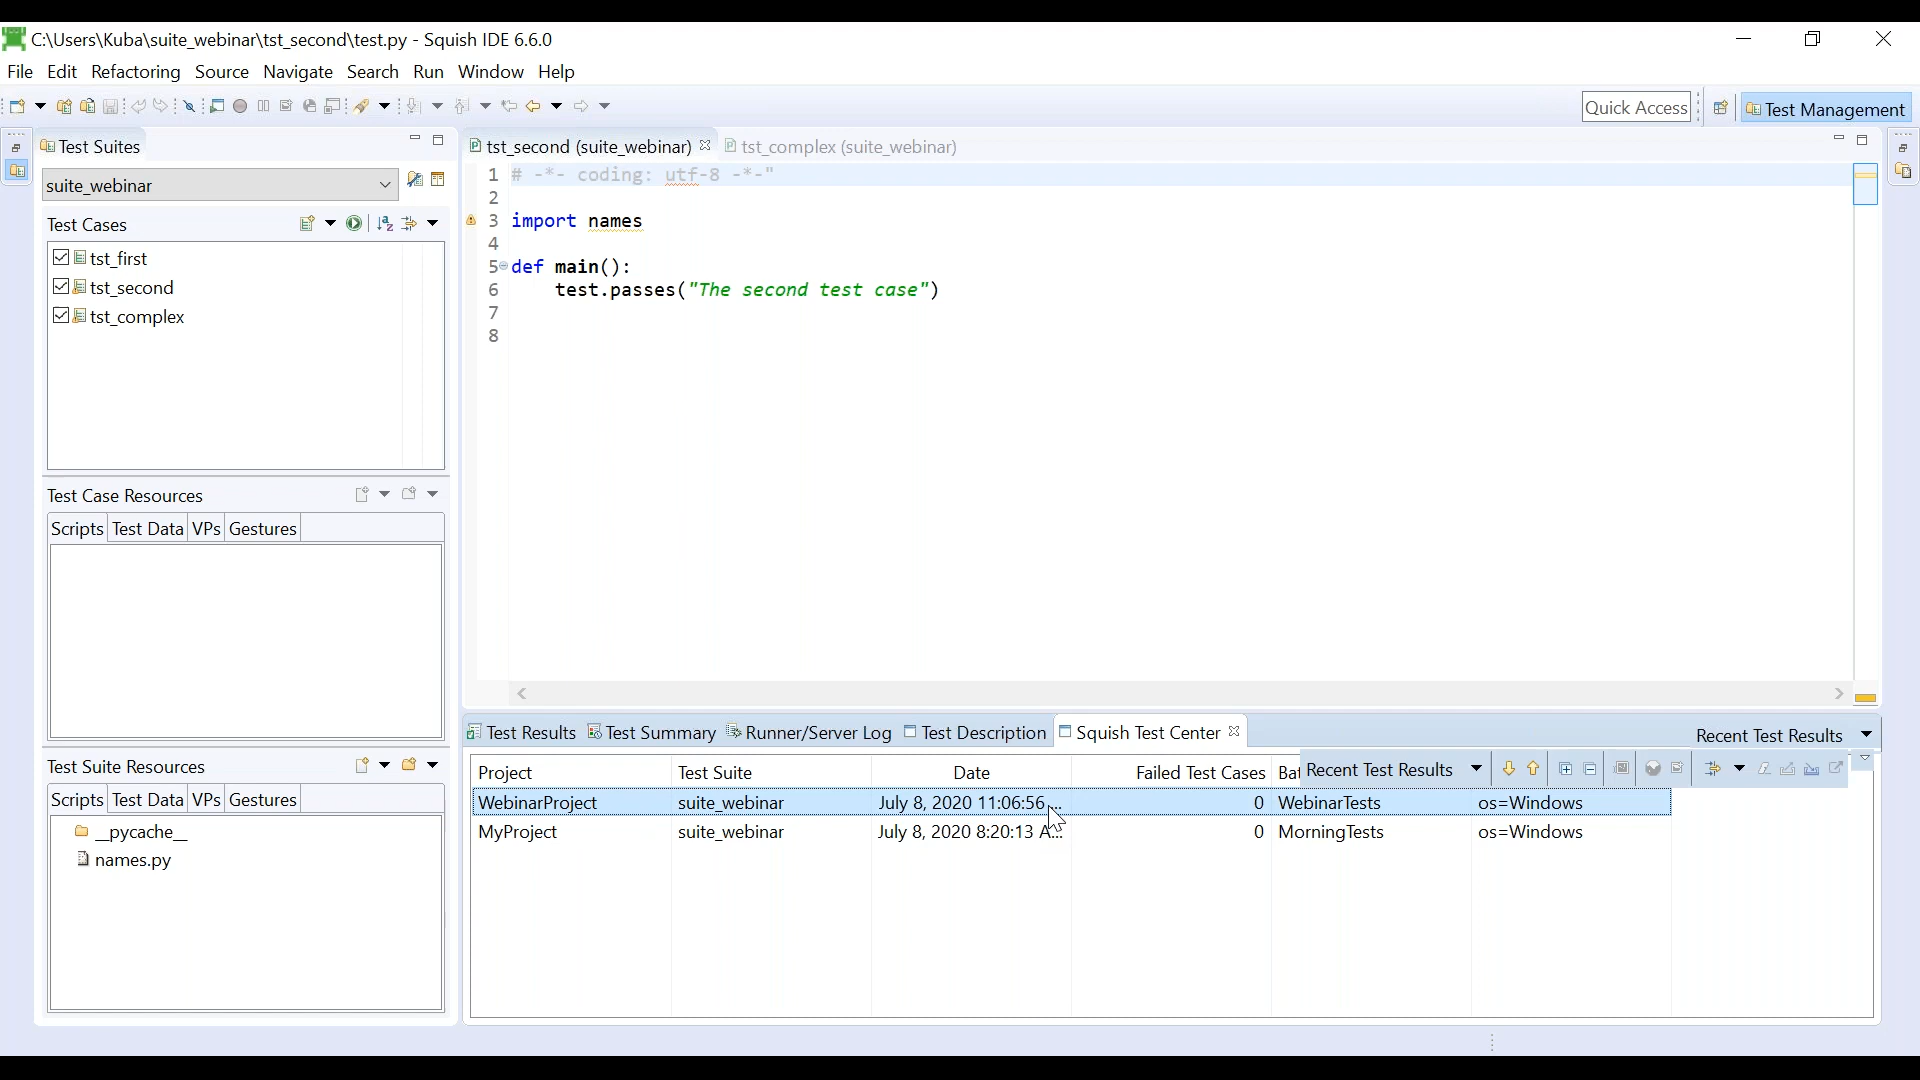 C:\Users\Kuba\suite_webinar\tst_second\test.py - Squish IDE 6.6.0
File Edit Refactoring Source Navigate Search Run Window Help
Quick Access
Test Management
Test Suites
suite_webinar
Test Cases
tst_first
tst_second
tst_complex
Test Case Resources
Scripts Test Data VPs Gestures
Test Suite Resources
Scripts Test Data VPs Gestures
__pycache__
names.py
tst_second (suite_webinar) tst_complex (suite_webinar)
1 # -*- coding: utf-8 -*-"
2
3 import names
4
5 def main():
6 test.passes("The second test case")
7
8
Test Results Test Summary Runner/Server Log Test Description Squish Test Center
Recent Test Results
Recent Test Results
Project Test Suite Date Failed Test Cases Bat
WebinarProject suite_webinar July 8, 2020 11:06:56 ... 0 WebinarTests os=Windows
MyProject suite_webinar July 8, 2020 8:20:13 A... 0 MorningTests os=Windows